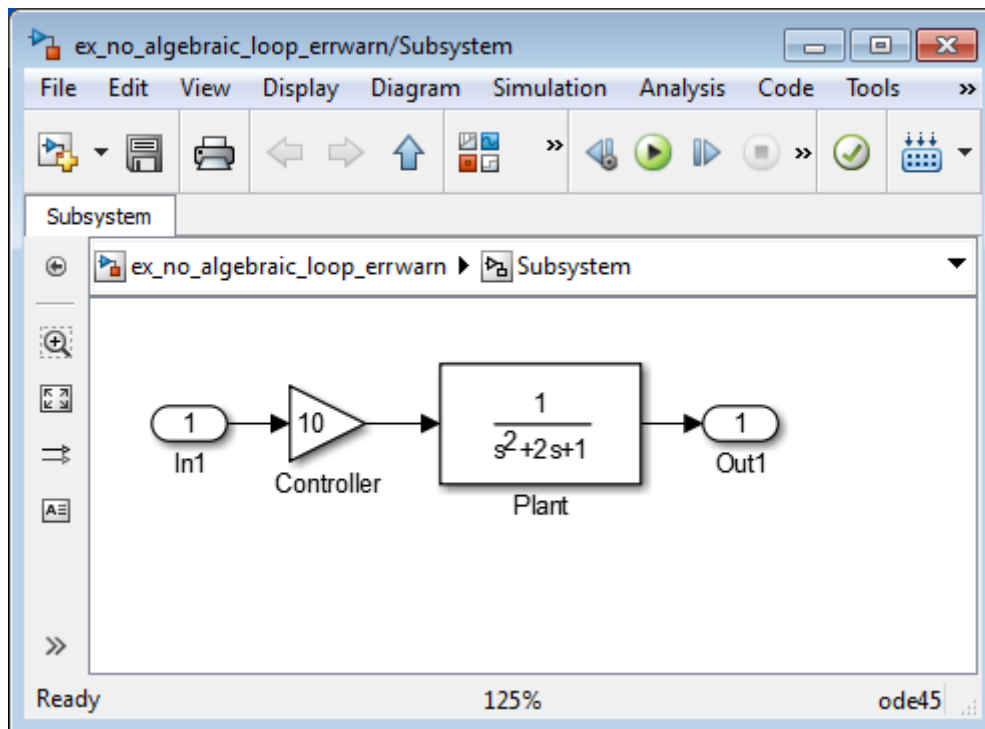 ex_no_algebraic_loop_errwarn/Subsystem
File Edit View Display Diagram Simulation Analysis Code Tools »
Subsystem
ex_no_algebraic_loop_errwarn Subsystem
1
1 10 s²+2s+1 1
In1 Controller Plant Out1
Ready 125% ode45